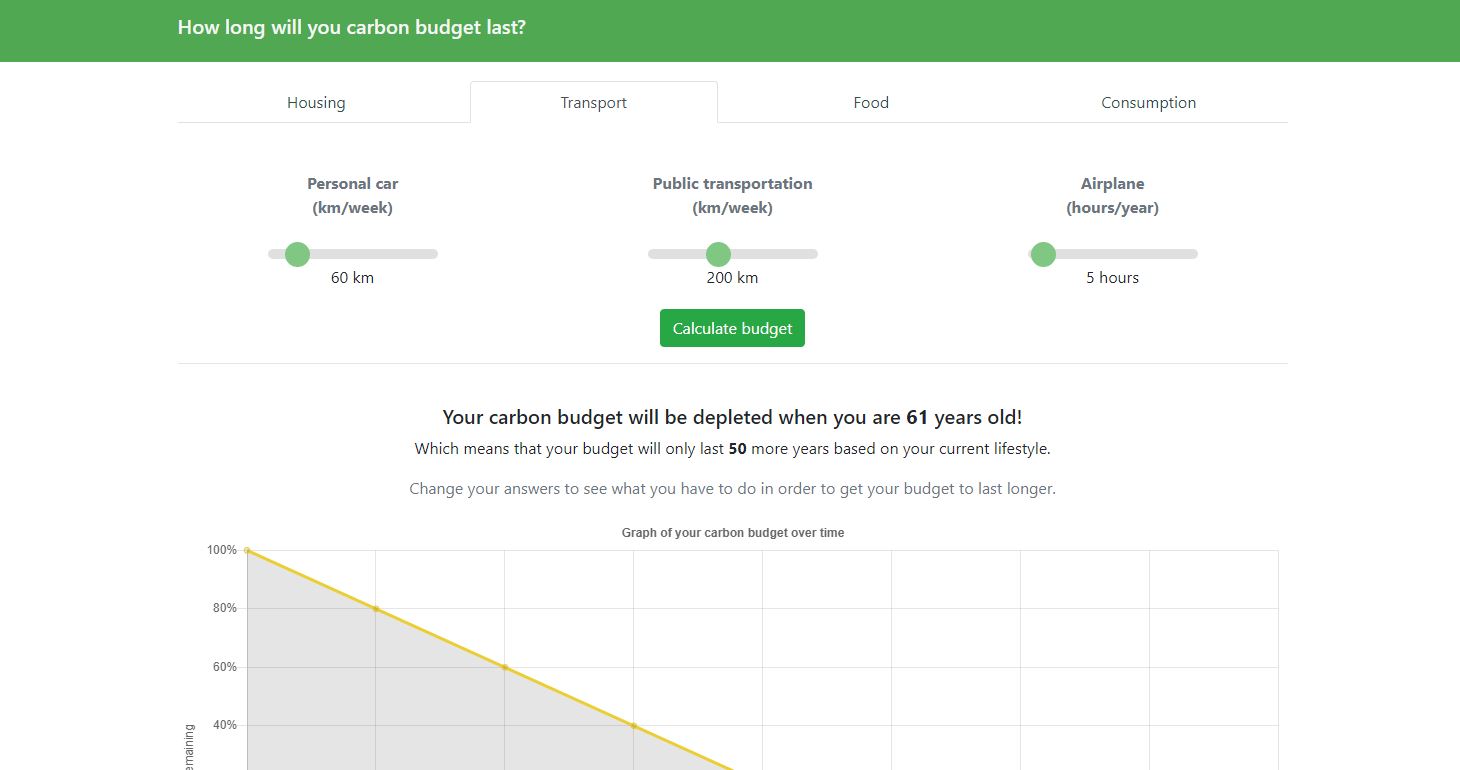 How long will you carbon budget last?
Housing
Transport
Food
Consumption
Personal car
(km/week)
60 km
Public transportation
(km/week)
200 km
Airplane
(hours/year)
5 hours
Calculate budget
Your carbon budget will be depleted when you are 61 years old!
Which means that your budget will only last 50 more years based on your current lifestyle.
Change your answers to see what you have to do in order to get your budget to last longer.
Graph of your carbon budget over time
100%
80%
60%
40%